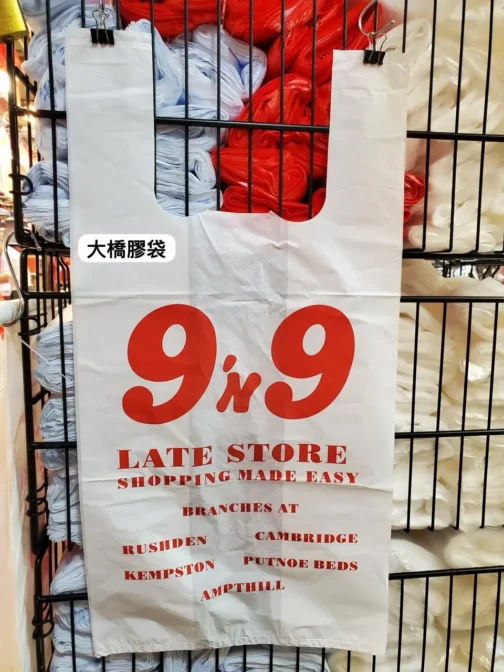 大橋膠袋
9'N9
LATE STORE
SHOPPING MADE EASY
BRANCHES AT
RUSHDEN CAMBRIDGE
KEMPSTON PUTNOE BEDS
AMPTHILL